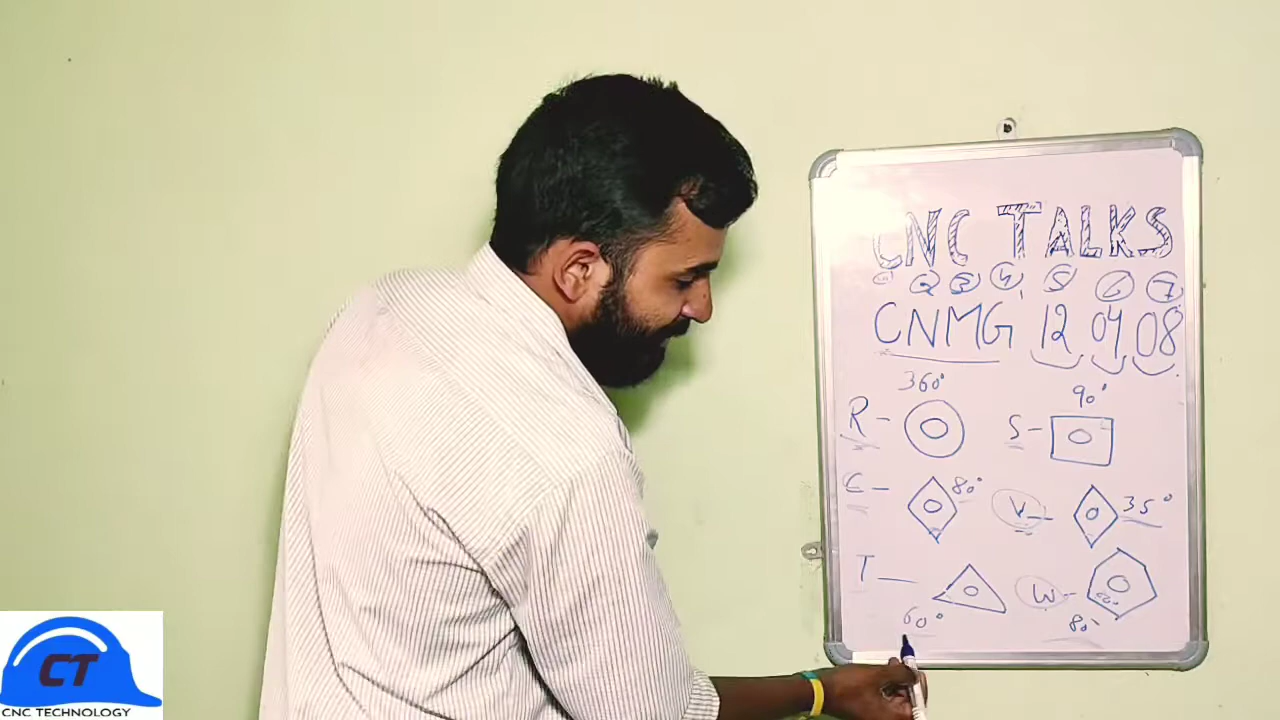 CNC TALKS
1 2 3 4 5 6 7
CNMG 12 04 08
360° 90°
R - S -
C - 80° V - 35°
T - W -
60° 80°
CT
CNC TECHNOLOGY